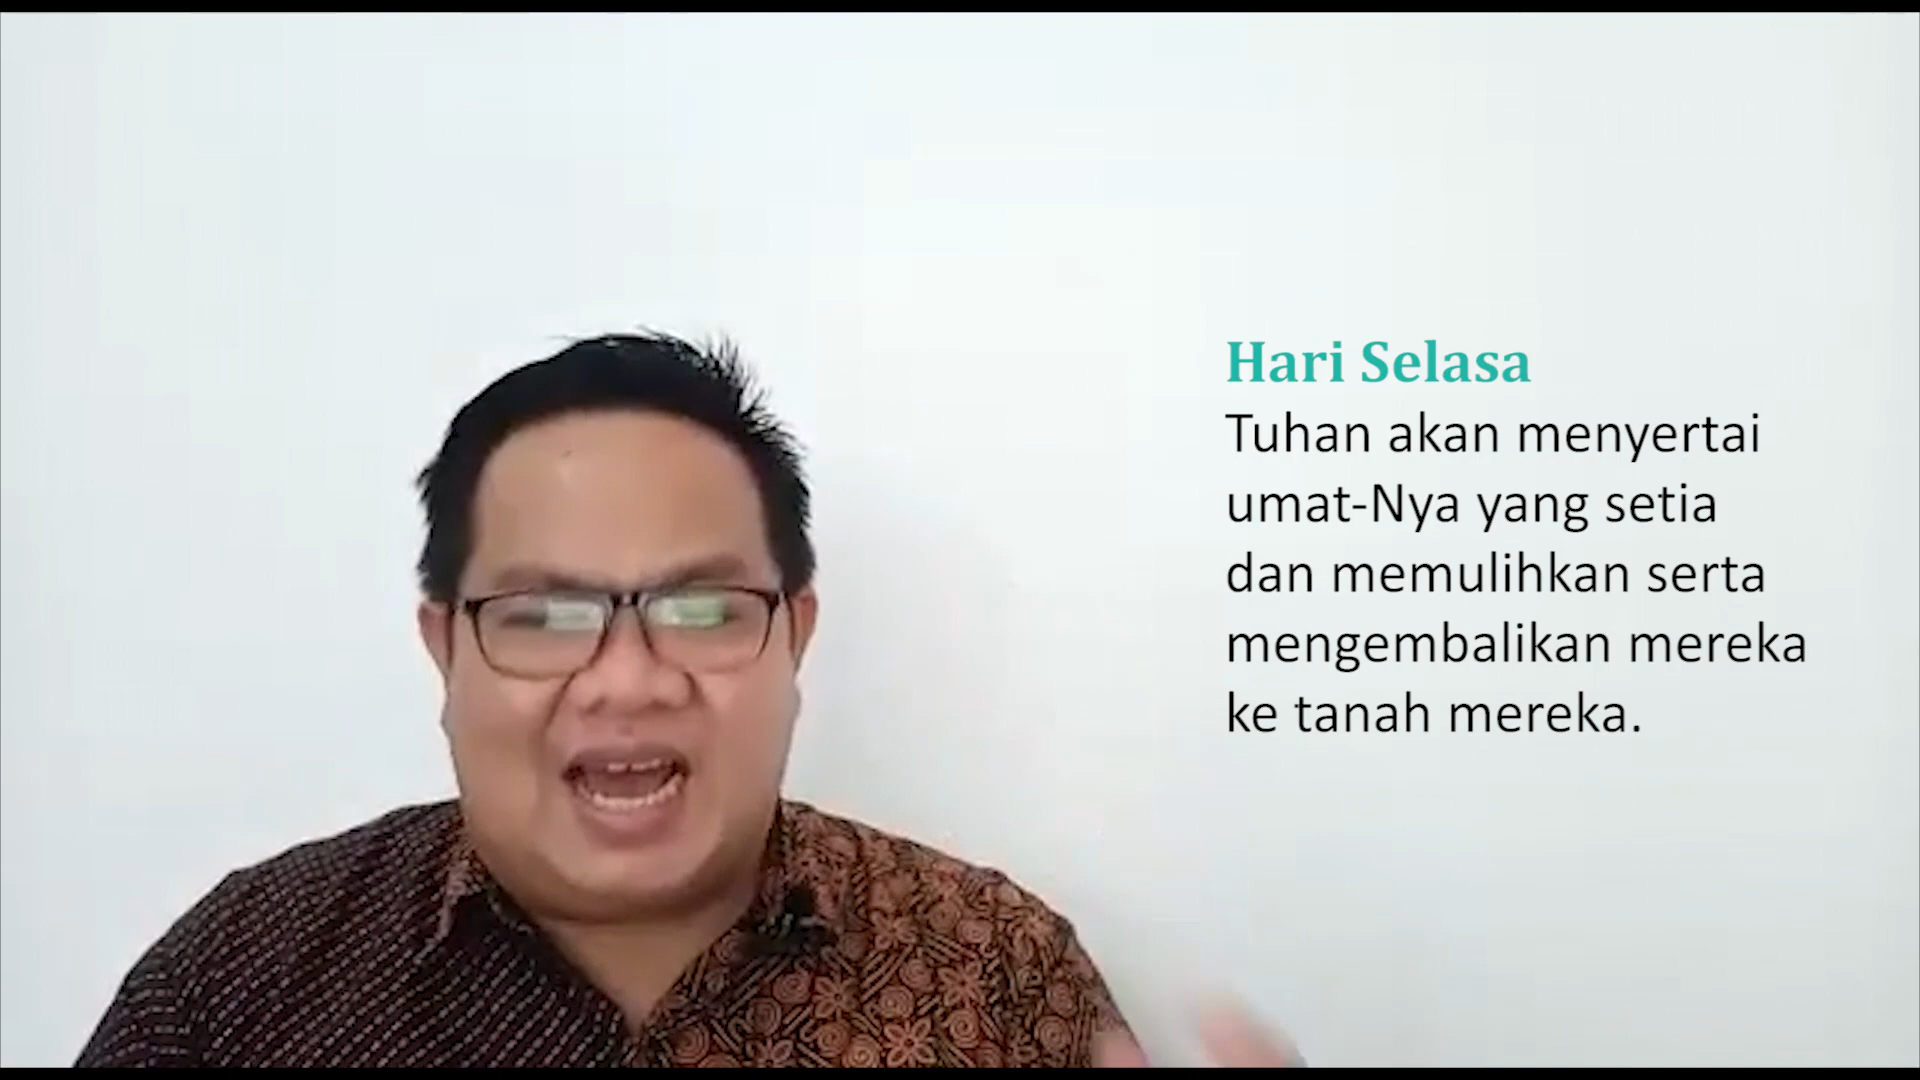 Hari Selasa
Tuhan akan menyertai
umat-Nya yang setia
dan memulihkan serta
mengembalikan mereka
ke tanah mereka.